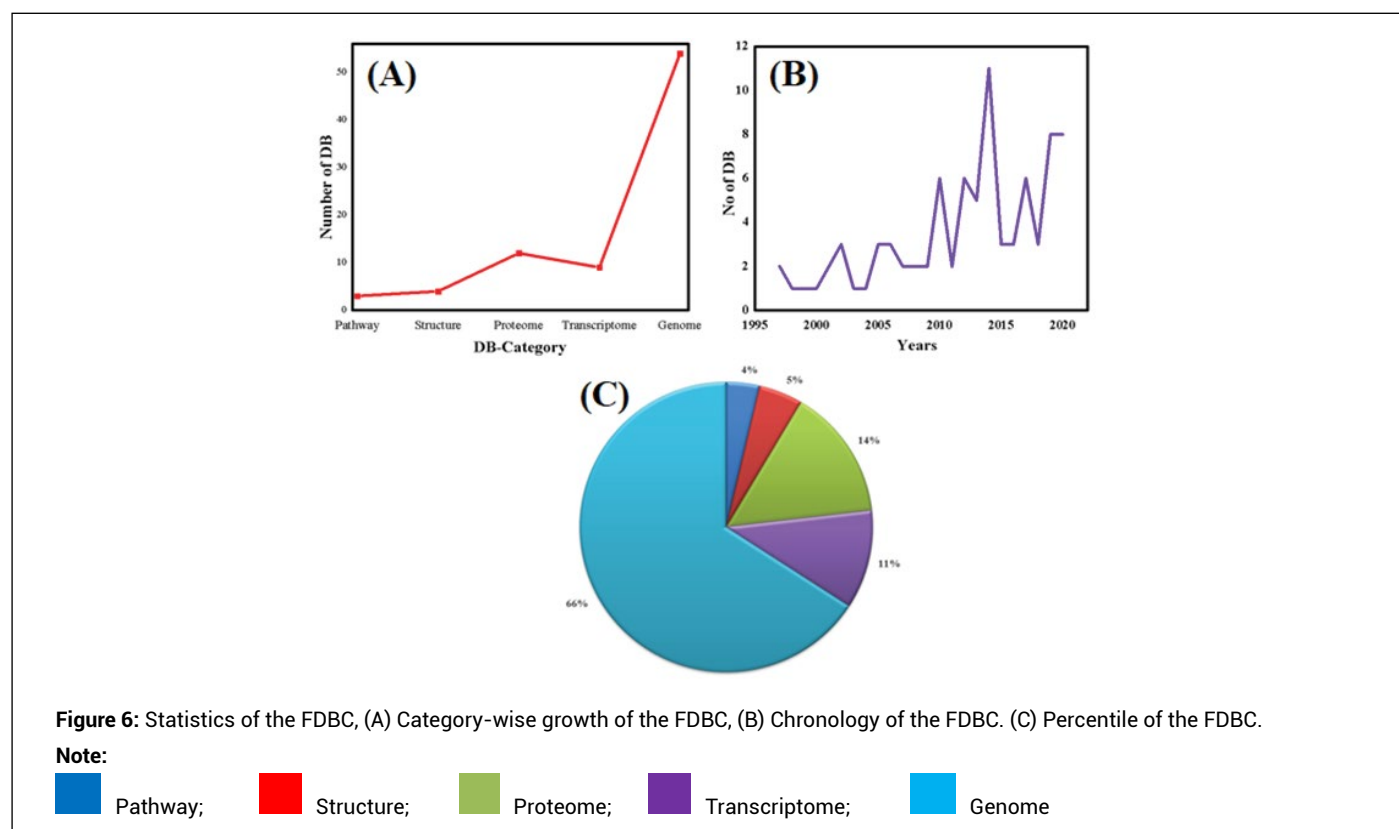 (A)
50
40
30
20
10
0
Number of DB
Pathway Structure Proteome Transcriptome Genome
DB-Category
(B)
12
10
8
6
4
2
0
No of DB
1995 2000 2005 2010 2015 2020
Years
(C)
4%
5%
14%
11%
66%
Figure 6: Statistics of the FDBC, (A) Category-wise growth of the FDBC, (B) Chronology of the FDBC. (C) Percentile of the FDBC.
Note:
Pathway; Structure; Proteome; Transcriptome; Genome